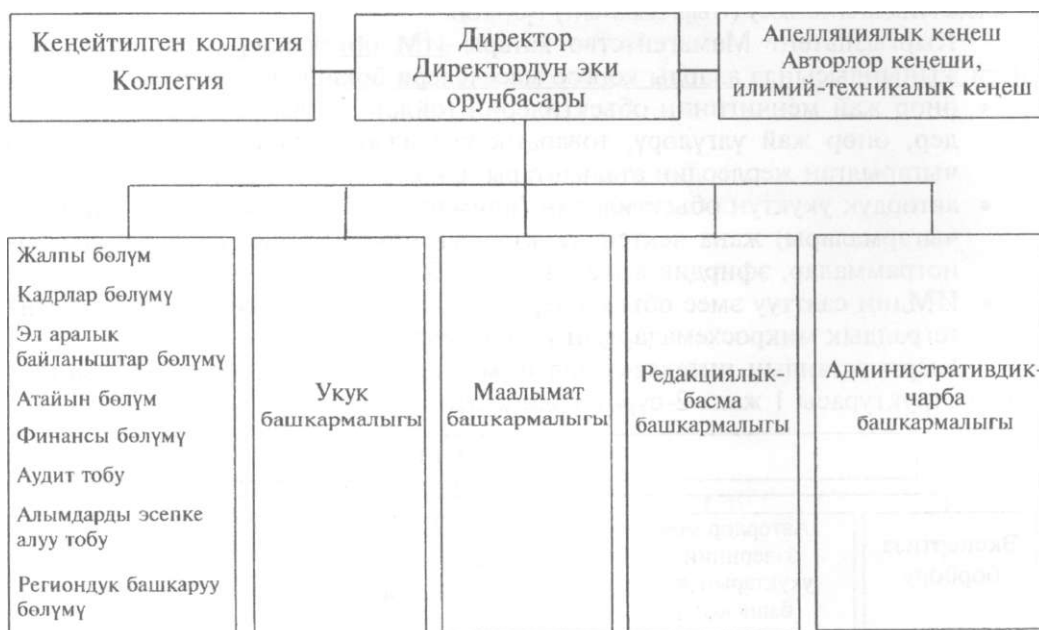 Кеңейтилген коллегия
Коллегия
Директор
Директордун эки
орунбасары
Апелляциялык кеңеш
Авторлор кеңеши,
илимий-техникалык кеңеш
Жалпы бөлүм
Кадрлар бөлүмү
Эл аралык
байланыштар бөлүмү
Атайын бөлүм
Финансы бөлүмү
Аудит тобу
Алымдарды эсепке
алуу тобу
Региондук башкаруу
бөлүмү
Укук
башкармалыгы
Маалымат
башкармалыгы
Редакциялык-
басма
башкармалыгы
Административдик-
чарба
башкармалыгы